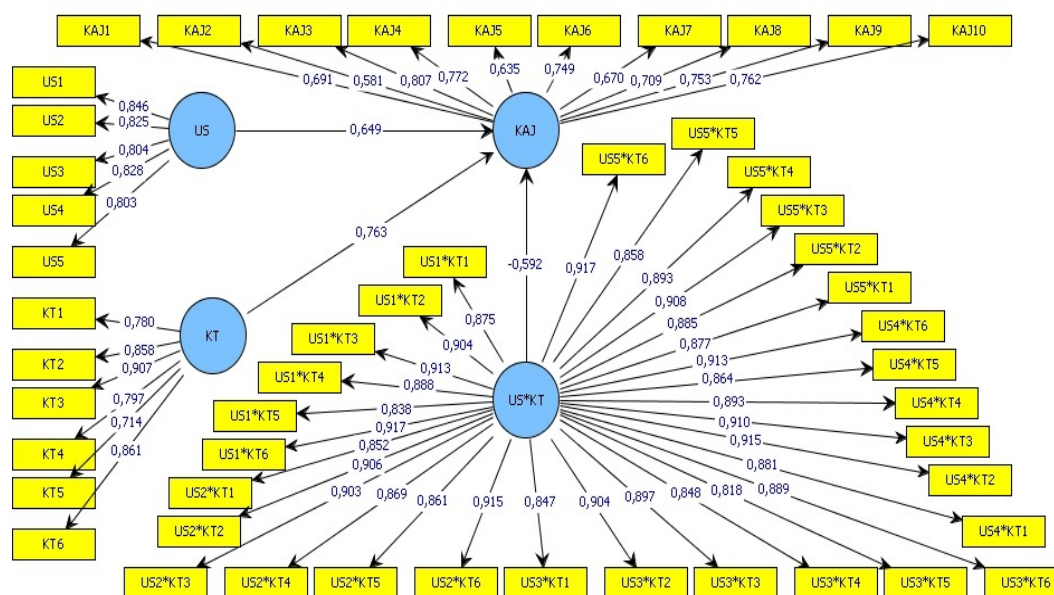 KAJ1 KAJ2 KAJ3 KAJ4 KAJ5 KAJ6 KAJ7 KAJ8 KAJ9 KAJ10
0,691 0,581 0,807 0,772 0,635 0,749 0,670 0,709 0,753 0,762
US1
0,846
US2
0,825
US3
0,804
US4
0,828
US5
0,803
US
0,649
KAJ
KT1
0,780
KT2
0,858
KT3
0,907
KT4
0,797
KT5
0,714
KT6
0,861
KT
0,763
-0,592
US*KT
US1*KT1
0,875
US1*KT2
0,904
US1*KT3
0,913
US1*KT4
0,888
US1*KT5
0,838
US1*KT6
0,917
US2*KT1
0,852
US2*KT2
0,906
US2*KT3
0,903
US2*KT4
0,869
US2*KT5
0,861
US2*KT6
0,915
US3*KT1
0,847
US3*KT2
0,904
US3*KT3
0,897
US3*KT4
0,848
US3*KT5
0,818
US3*KT6
0,889
US4*KT1
0,881
US4*KT2
0,915
US4*KT3
0,910
US4*KT4
0,893
US4*KT5
0,864
US4*KT6
0,913
US5*KT1
0,877
US5*KT2
0,885
US5*KT3
0,908
US5*KT4
0,893
US5*KT5
0,858
US5*KT6
0,917